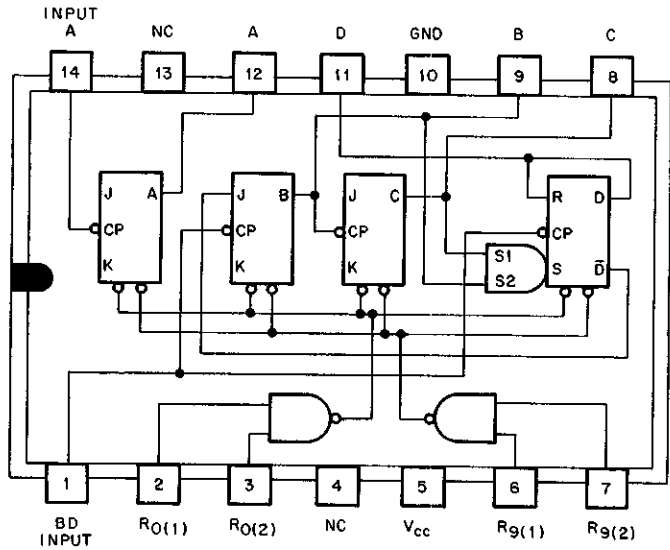 INPUT
A NC A D GND B C
14 13 12 11 10 9 8
J A J B J C R D
CP CP CP CP
K K K S1 S D̅
S2
1 2 3 4 5 6 7
BD INPUT R0(1) R0(2) NC Vcc R9(1) R9(2)